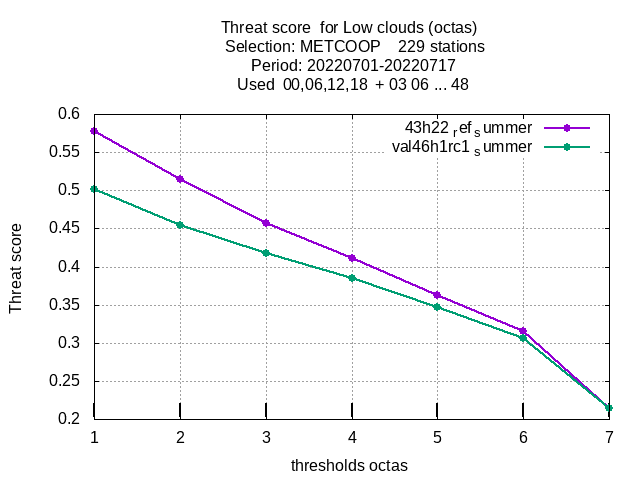 Threat score for Low clouds (octas)
Selection: METCOOP 229 stations
Period: 20220701-20220717
Used 00,06,12,18 + 03 06 ... 48
0.6
0.55
0.5
0.45
0.4
0.35
0.3
0.25
0.2
Threat score
43h22refsummer
val46h1rc1summer
1 2 3 4 5 6 7
thresholds octas